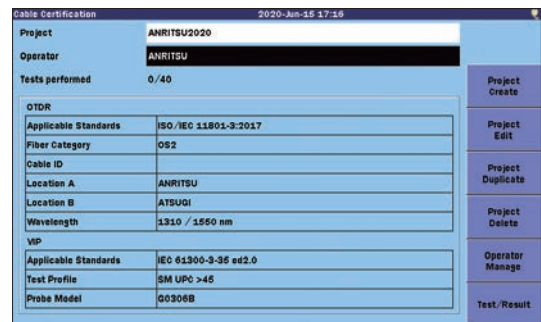 Cable Certification 2020-Jun-15 17:16
Project ANRITSU2020
Operator ANRITSU
Tests performed 0/40
OTDR
Applicable Standards ISO/IEC 11801-3:2017
Fiber Category OS2
Cable ID
Location A ANRITSU
Location B ATSUGI
Wavelength 1310 / 1550 nm
VIP
Applicable Standards IEC 61300-3-35 ed2.0
Test Profile SM UPC >45
Probe Model G0306B
Project
Create
Project
Edit
Project
Duplicate
Project
Delete
Operator
Manage
Test/Result